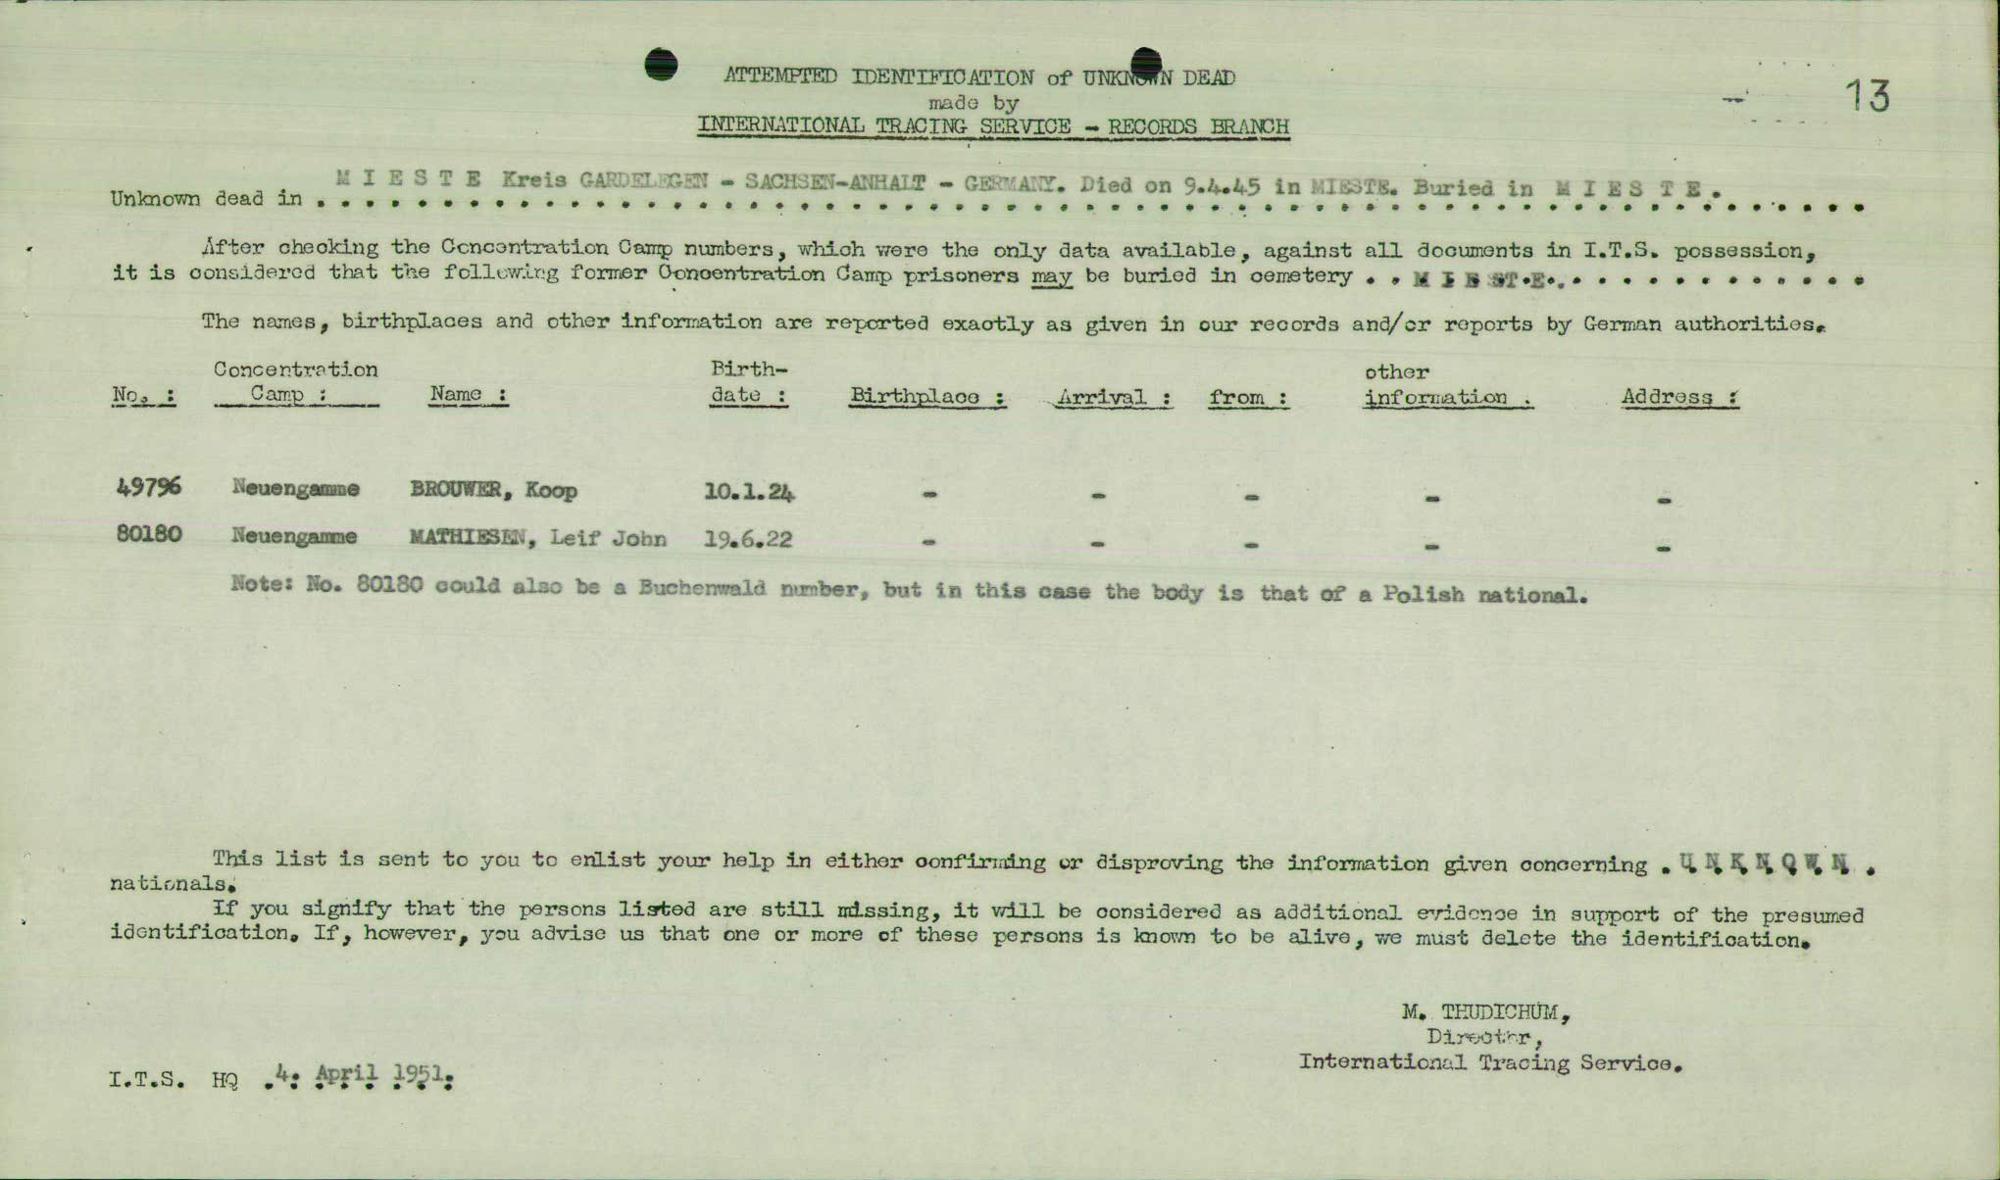 ATTEMPTED IDENTIFICATION of UNKNOWN DEAD
made by
INTERNATIONAL TRACING SERVICE - RECORDS BRANCH
13
Unknown dead in M I E S T E Kreis GARDELEGEN - SACHSEN-ANHALT - GERMANY. Died on 9.4.45 in MIESTE. Buried in M I E S T E.
After checking the Concentration Camp numbers, which were the only data available, against all documents in I.T.S. possession,
it is considered that the following former Concentration Camp prisoners may be buried in cemetery . . M I E S T E . . . . . . . . . . . . .
The names, birthplaces and other information are reported exactly as given in our records and/or reports by German authorities.
No. : Concentration Camp : Name : Birth-date : Birthplace : Arrival : from : other information . Address :
49796 Neuengamme BROUWER, Koop 10.1.24 - - - - -
80180 Neuengamme MATHIESEN, Leif John 19.6.22 - - - - -
Note: No. 80180 could also be a Buchenwald number, but in this case the body is that of a Polish national.
This list is sent to you to enlist your help in either confirming or disproving the information given concerning . U N K N O W N .
nationals.
If you signify that the persons listed are still missing, it will be considered as additional evidence in support of the presumed
identification. If, however, you advise us that one or more of these persons is known to be alive, we must delete the identification.
M. THUDICHUM,
Director,
International Tracing Service.
I.T.S. HQ .4. April 1951.